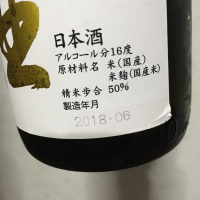 日本酒
アルコール分16度
原材料名 米(国産)
米麹(国産米)
精米歩合 50%
製造年月
2018-06